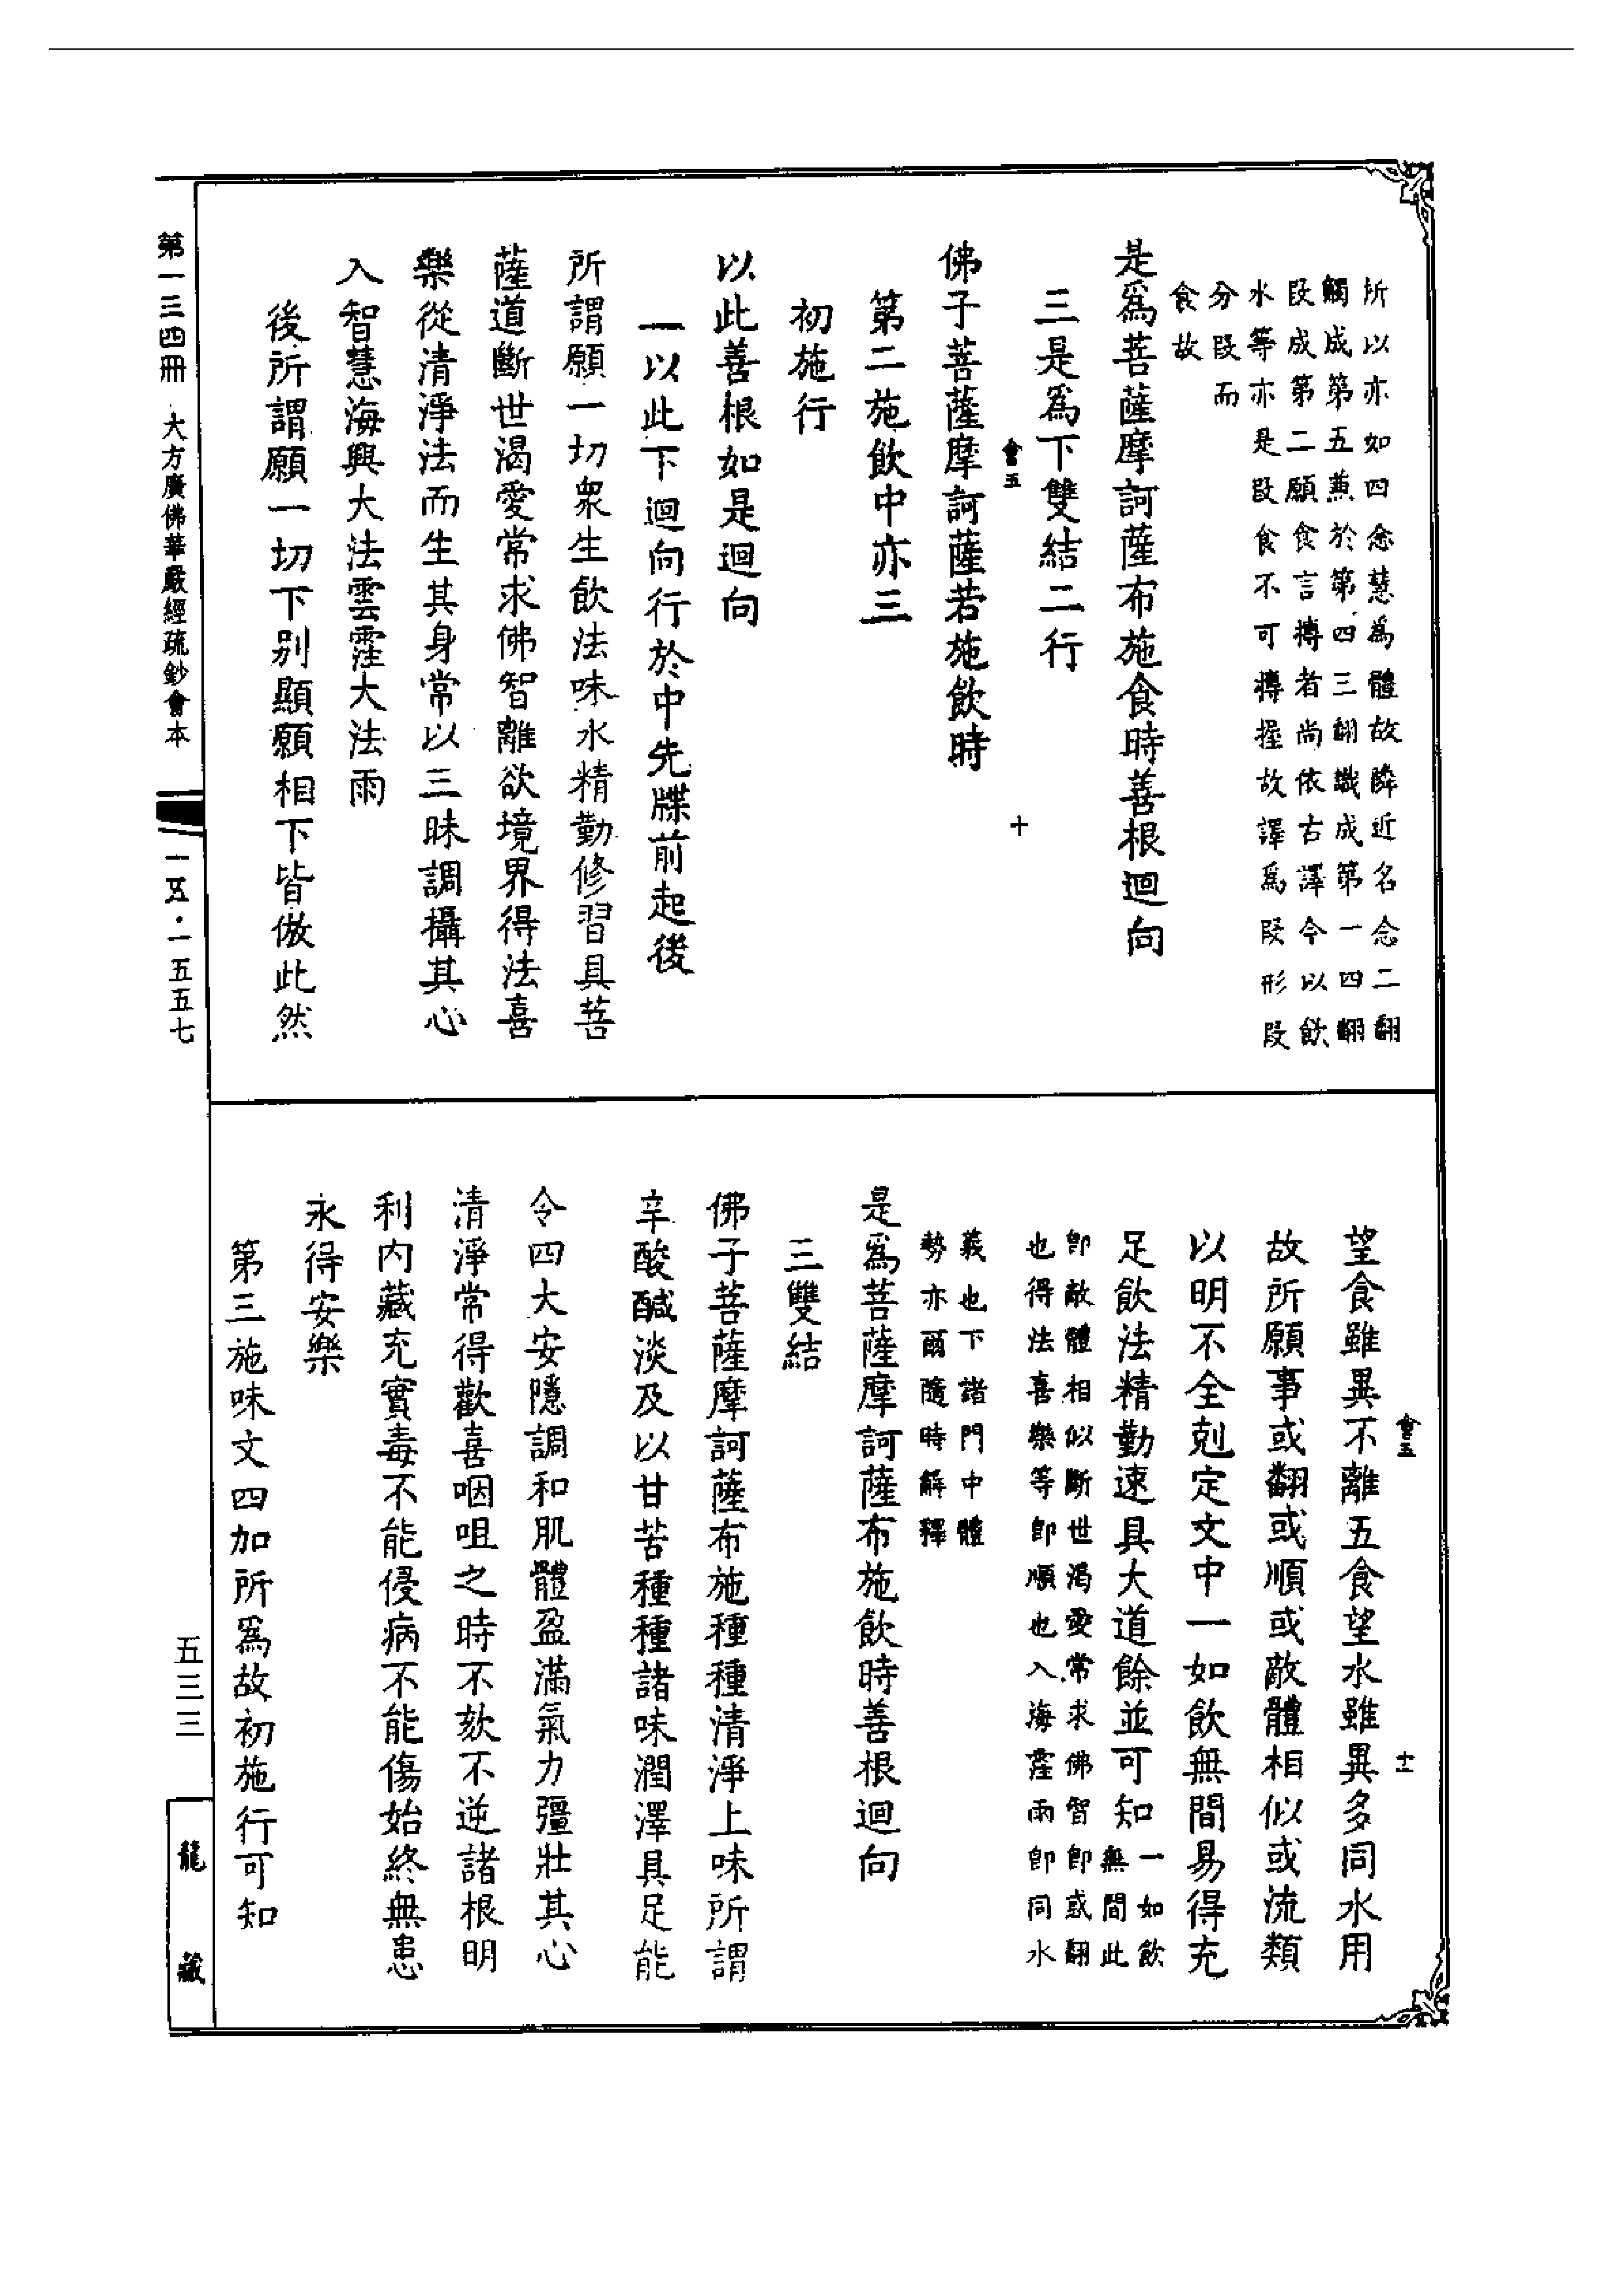 所以亦如四念慧為體故隣近名念二翻
觸成第五兼於第四三翻識成第一四翻
段成第二願食言摶者尚依古譯今以飲
水等亦是段食不可摶握故譯爲段形段
分段而
食故
是爲菩薩摩訶薩布施食時善根迴向
三是爲下雙結二行
會五
十
佛子菩薩摩訶薩若施飲時
第二施飲中亦三
初施行
以此善根如是迴向
一以此下迴向行於中先牒前起後
所謂願一切衆生飲法味水精勤修習具菩
薩道斷世渴愛常求佛智離欲境界得法喜
樂從清淨法而生其身常以三昧調攝其心
入智慧海興大法雲霔大法雨
後所謂願一切下别顯願相下皆倣此然
第一三四冊
大方廣佛華嚴經疏鈔會本
一五·一五五七
會五
十一
望食雖異不離五食望水雖異多同水用
故所願事或翻或順或敵體相似或流類
以明不全剋定文中一如飲無間易得充
足飲法精勤速具大道餘並可知
一如飲
無間此
卽敵體相似斷世渴愛常求佛智卽或翻
也得法喜樂等卽順也入海霔雨卽同水
義也下諸門中體
勢亦爾隨時解釋
是爲菩薩摩訶薩布施飲時善根迴向
三雙結
佛子菩薩摩訶薩布施種種清淨上味所謂
辛酸醎淡及以甘苦種種諸味潤澤具足能
令四大安隱調和肌體盈滿氣力彊壯其心
清淨常得歡喜咽咀之時不欬不逆諸根明
利内藏充實毒不能侵病不能傷始終無患
永得安樂
第三施味文四加所爲故初施行可知
五三三
龍藏